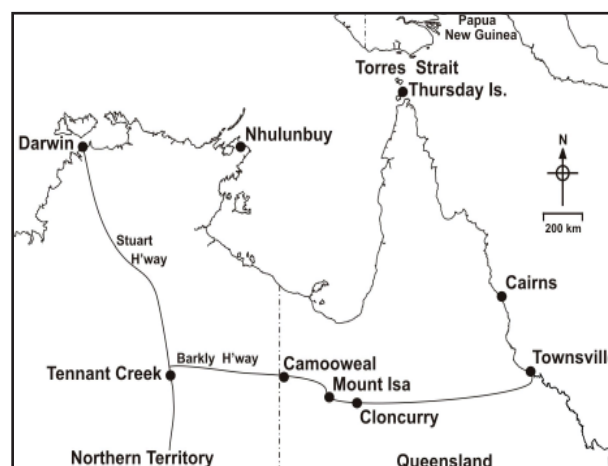 Papua
New Guinea
Torres Strait
Thursday Is.
Darwin
Nhulunbuy
N
200 km
Stuart
H'way
Cairns
Barkly H'way
Townsvill
Tennant Creek
Camooweal
Mount Isa
Cloncurry
Northern Territory
Queensland